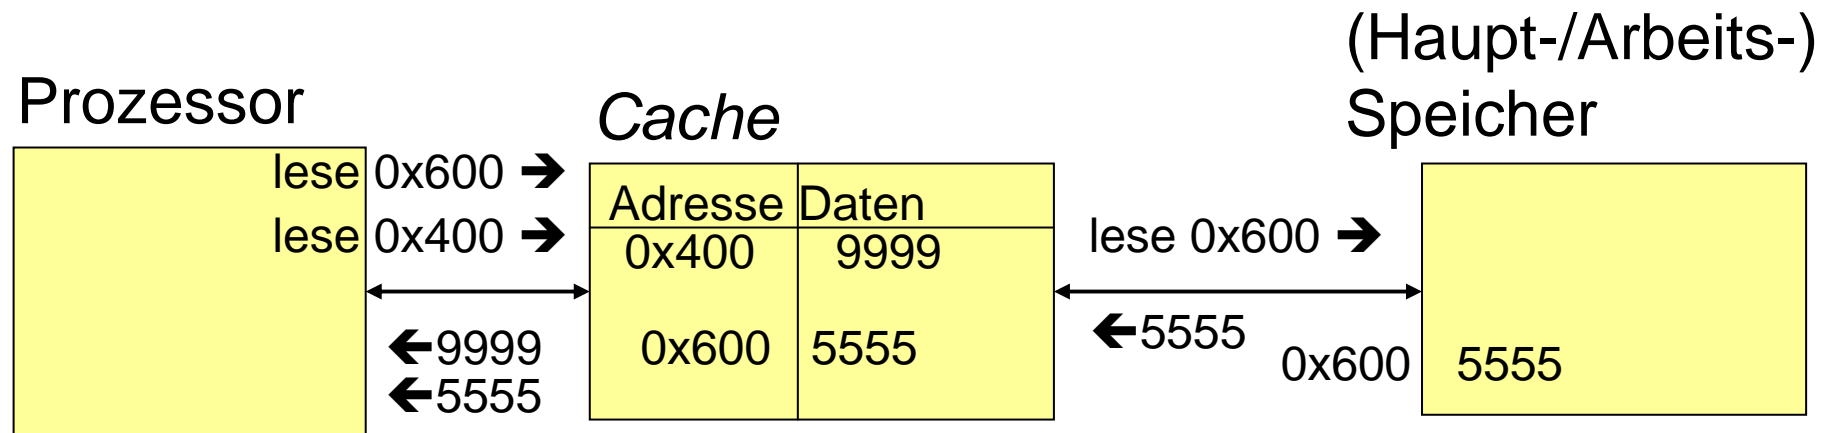 (Haupt-/Arbeits-)
Speicher
Prozessor
Cache
lese 0x600 ➔
lese 0x400 ➔
🡸9999
🡸5555
Adresse Daten
0x400 9999
0x600 5555
lese 0x600 ➔
🡸5555
0x600 5555